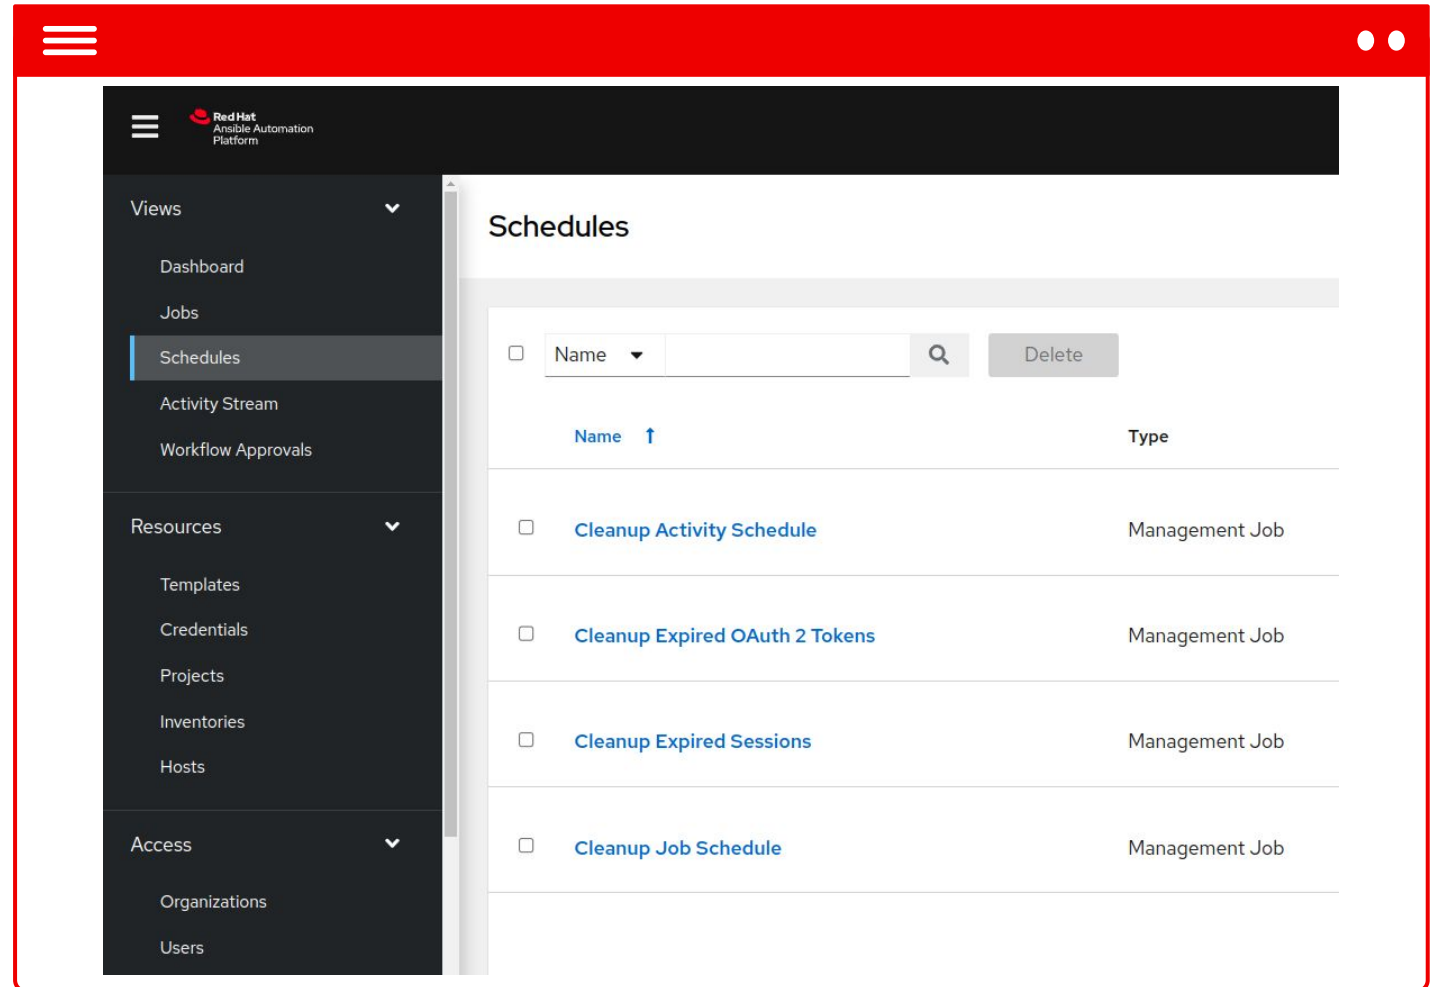 Red Hat
Ansible Automation
Platform
Views
Dashboard
Jobs
Schedules
Activity Stream
Workflow Approvals
Resources
Templates
Credentials
Projects
Inventories
Hosts
Access
Organizations
Users
Schedules
Name Delete
Name Type
Cleanup Activity Schedule Management Job
Cleanup Expired OAuth 2 Tokens Management Job
Cleanup Expired Sessions Management Job
Cleanup Job Schedule Management Job